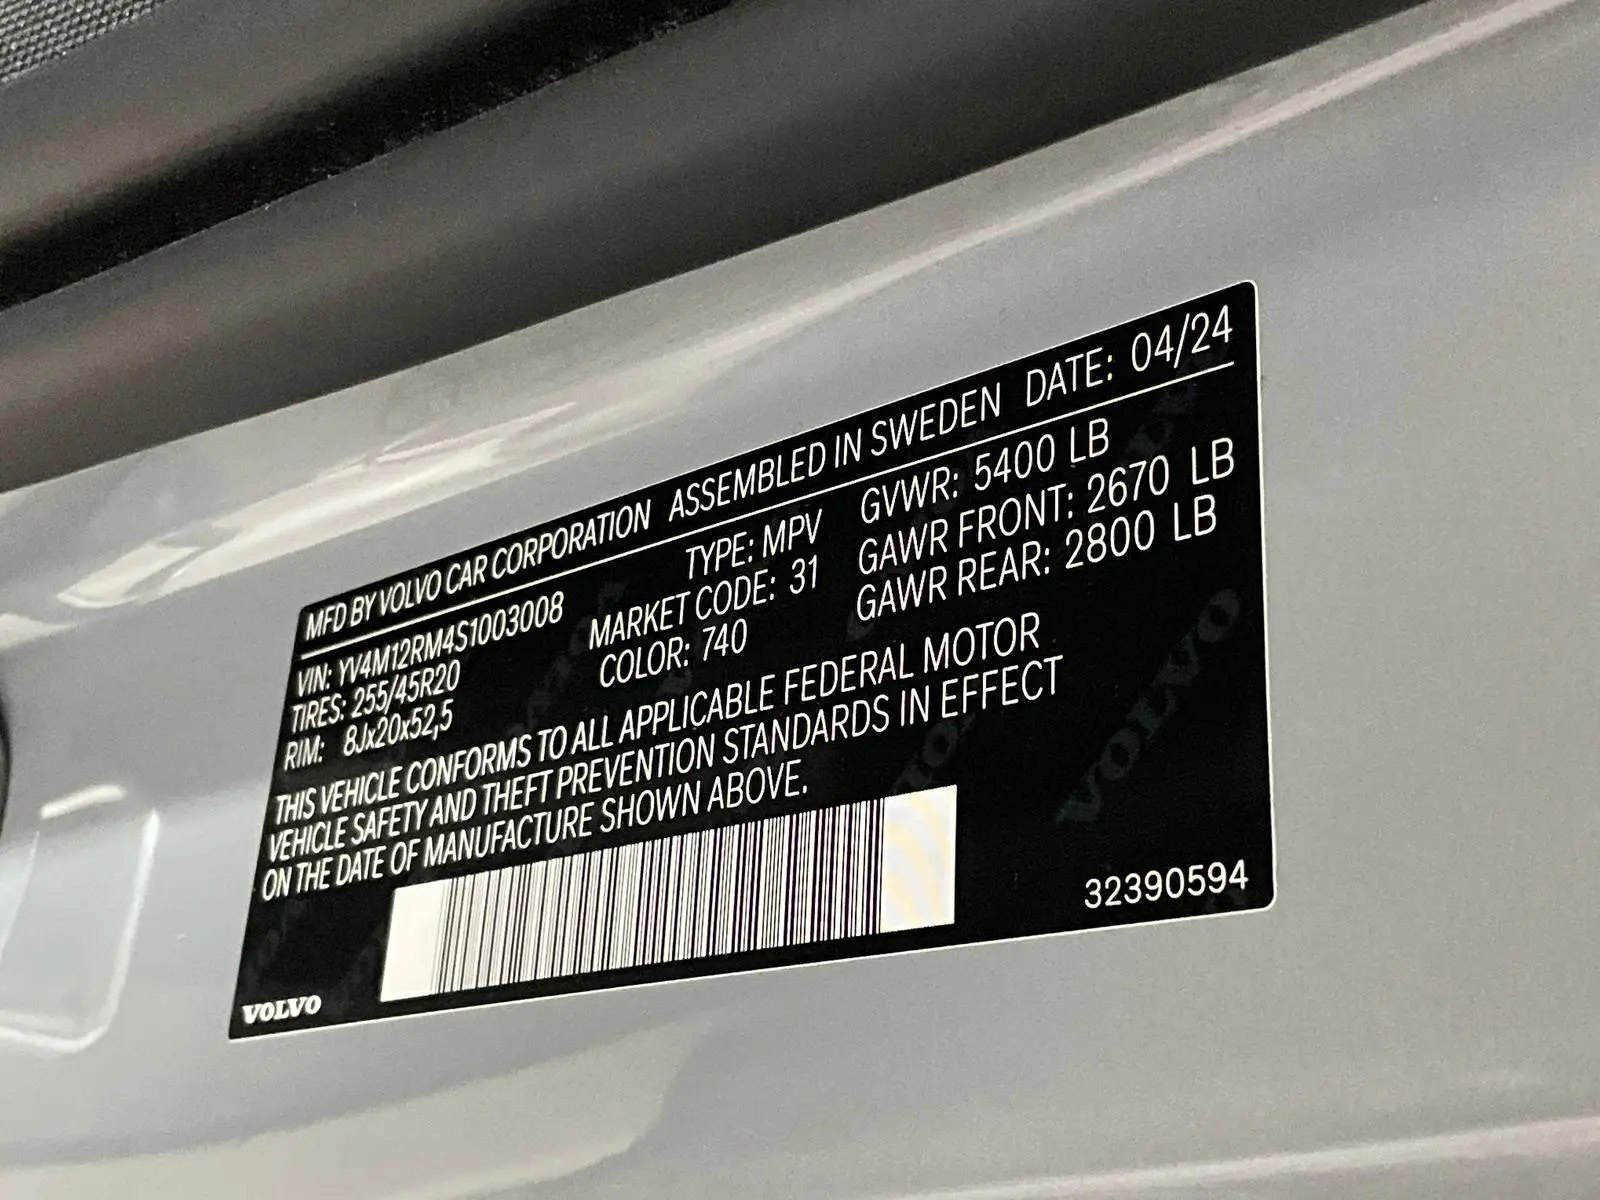 MFD BY VOLVO CAR CORPORATION ASSEMBLED IN SWEDEN DATE: 04/24
VIN: YV4M12RM4S1003008 TYPE: MPV GVWR: 5400 LB
TIRES: 255/45R20 MARKET CODE: 31 GAWR FRONT: 2670 LB
RIM: 8Jx20x52,5 COLOR: 740 GAWR REAR: 2800 LB
THIS VEHICLE CONFORMS TO ALL APPLICABLE FEDERAL MOTOR
VEHICLE SAFETY AND THEFT PREVENTION STANDARDS IN EFFECT
ON THE DATE OF MANUFACTURE SHOWN ABOVE.
VOLVO
32390594
VOLVO